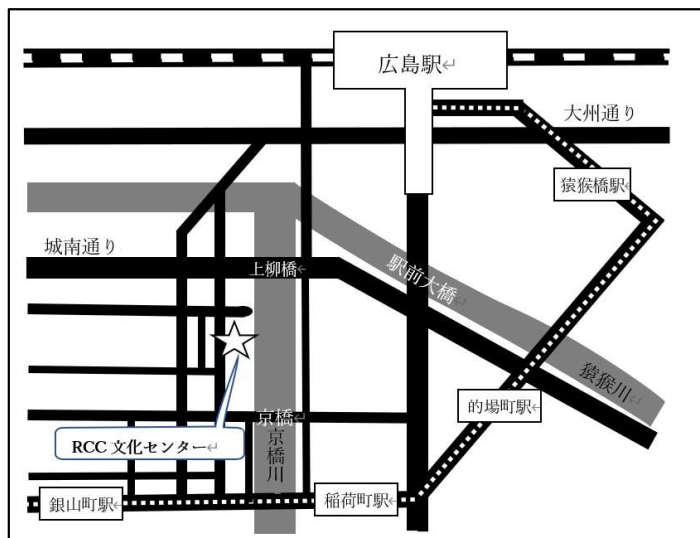 広島駅
大州通り
猿猴橋駅
城南通り
上柳橋
駅前大橋
猿猴川
的場町駅
京橋
京橋川
RCC 文化センター
稲荷町駅
銀山町駅